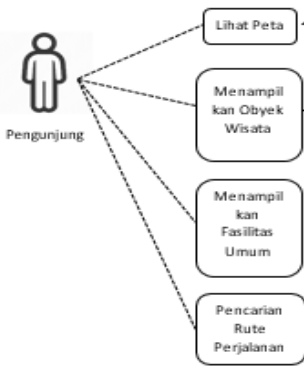 Lihat Peta
Pengunjung
Menampil
kan Obyek
Wisata
Menampil
kan
Fasilitas
Umum
Pencarian
Rute
Perjalanan